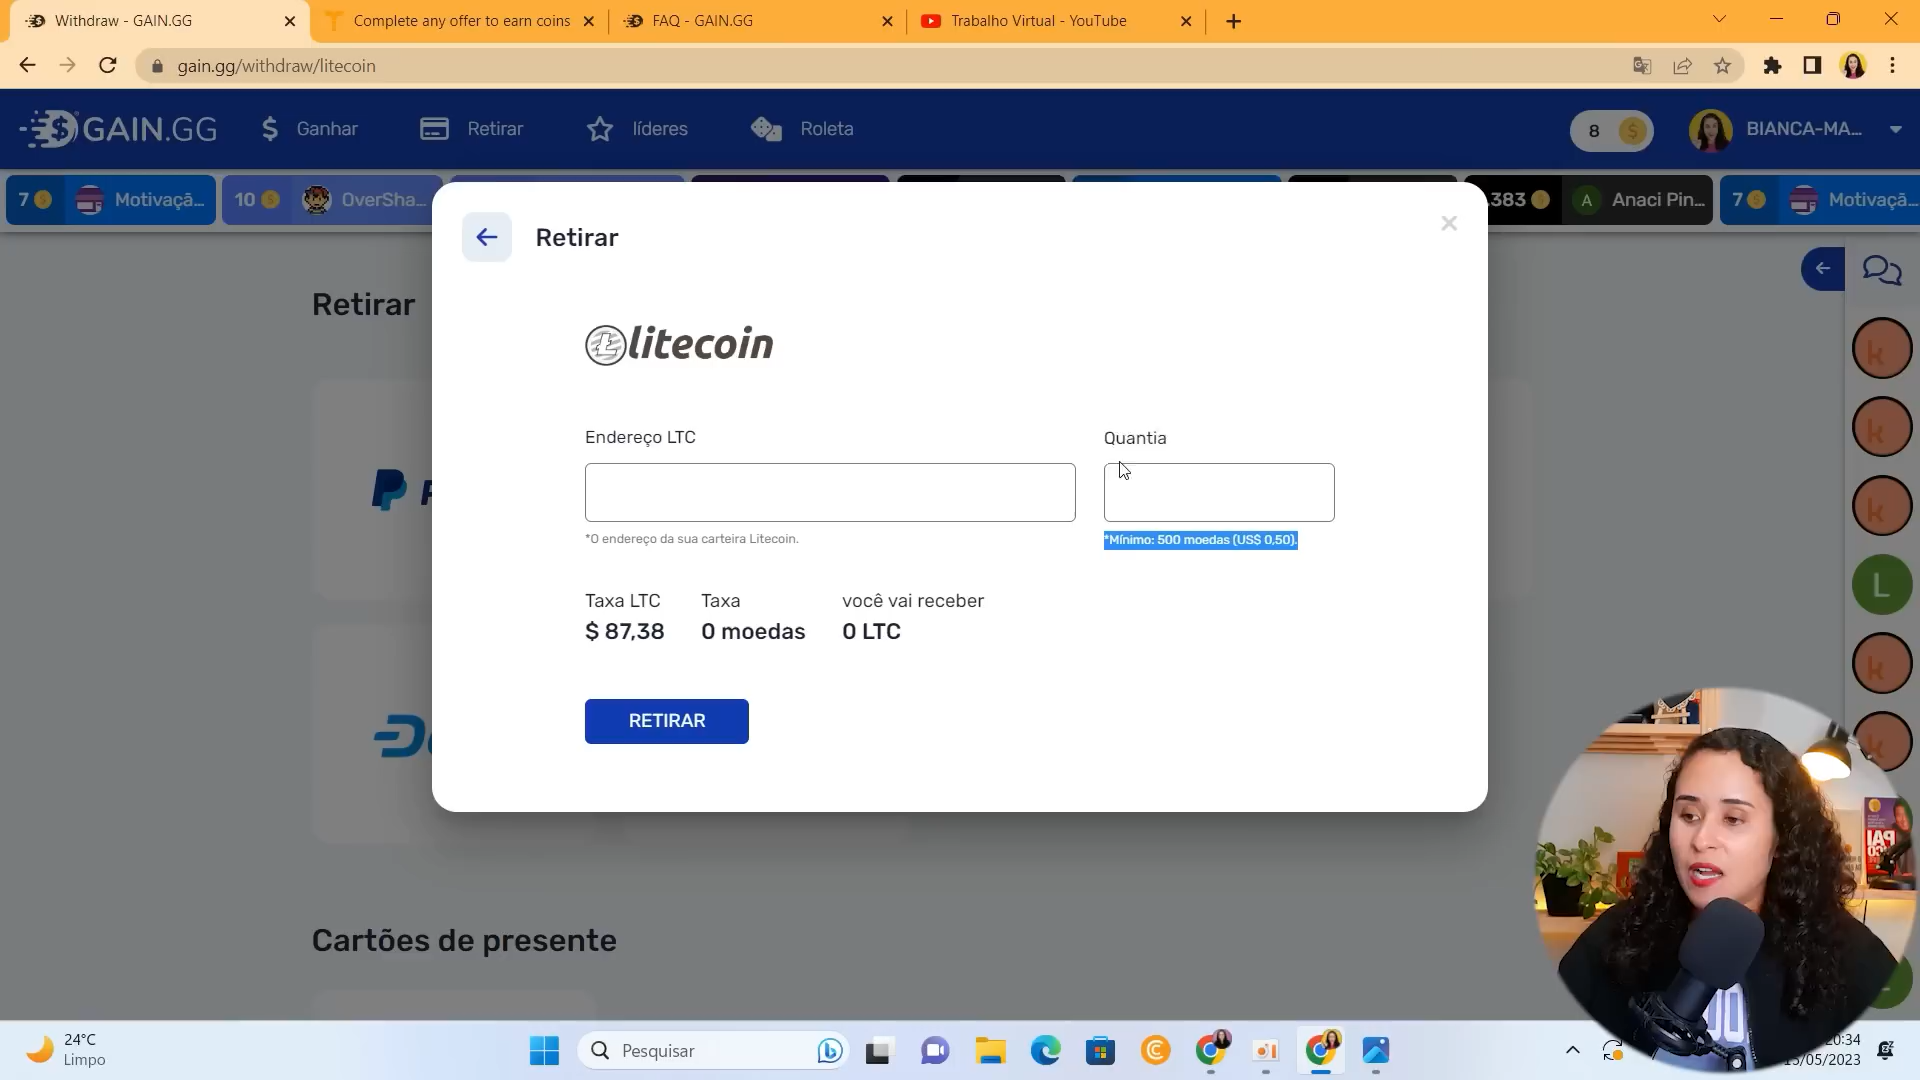 Withdraw - GAIN.GG
Complete any offer to earn coins
FAQ - GAIN.GG
Trabalho Virtual - YouTube
gain.gg/withdraw/litecoin
GAIN.GG
Ganhar
Retirar
líderes
Roleta
8
BIANCA-MA...
7
Motivaçã...
10
OverSha...
.383
A
Anaci Pin...
7
Motivaçã...
Retirar
Retirar
litecoin
Endereço LTC
Quantia
*O endereço da sua carteira Litecoin.
*Mínimo: 500 moedas (US$ 0,50).
Taxa LTC
Taxa
você vai receber
$ 87,38
0 moedas
0 LTC
RETIRAR
k
k
k
L
k
k
Cartões de presente
PAI
24°C
Limpo
Pesquisar
20:34
/05/2023